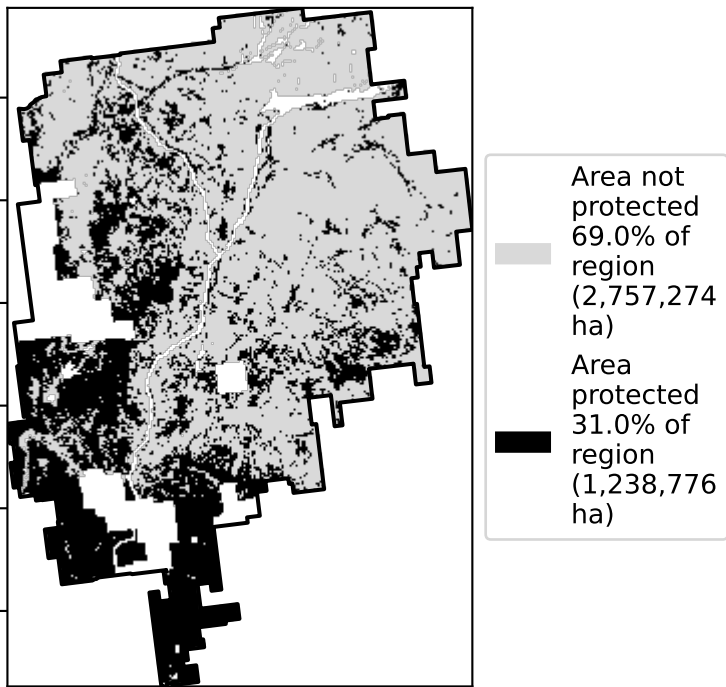 Area not
protected
69.0% of
region
(2,757,274
ha)
Area
protected
31.0% of
region
(1,238,776
ha)